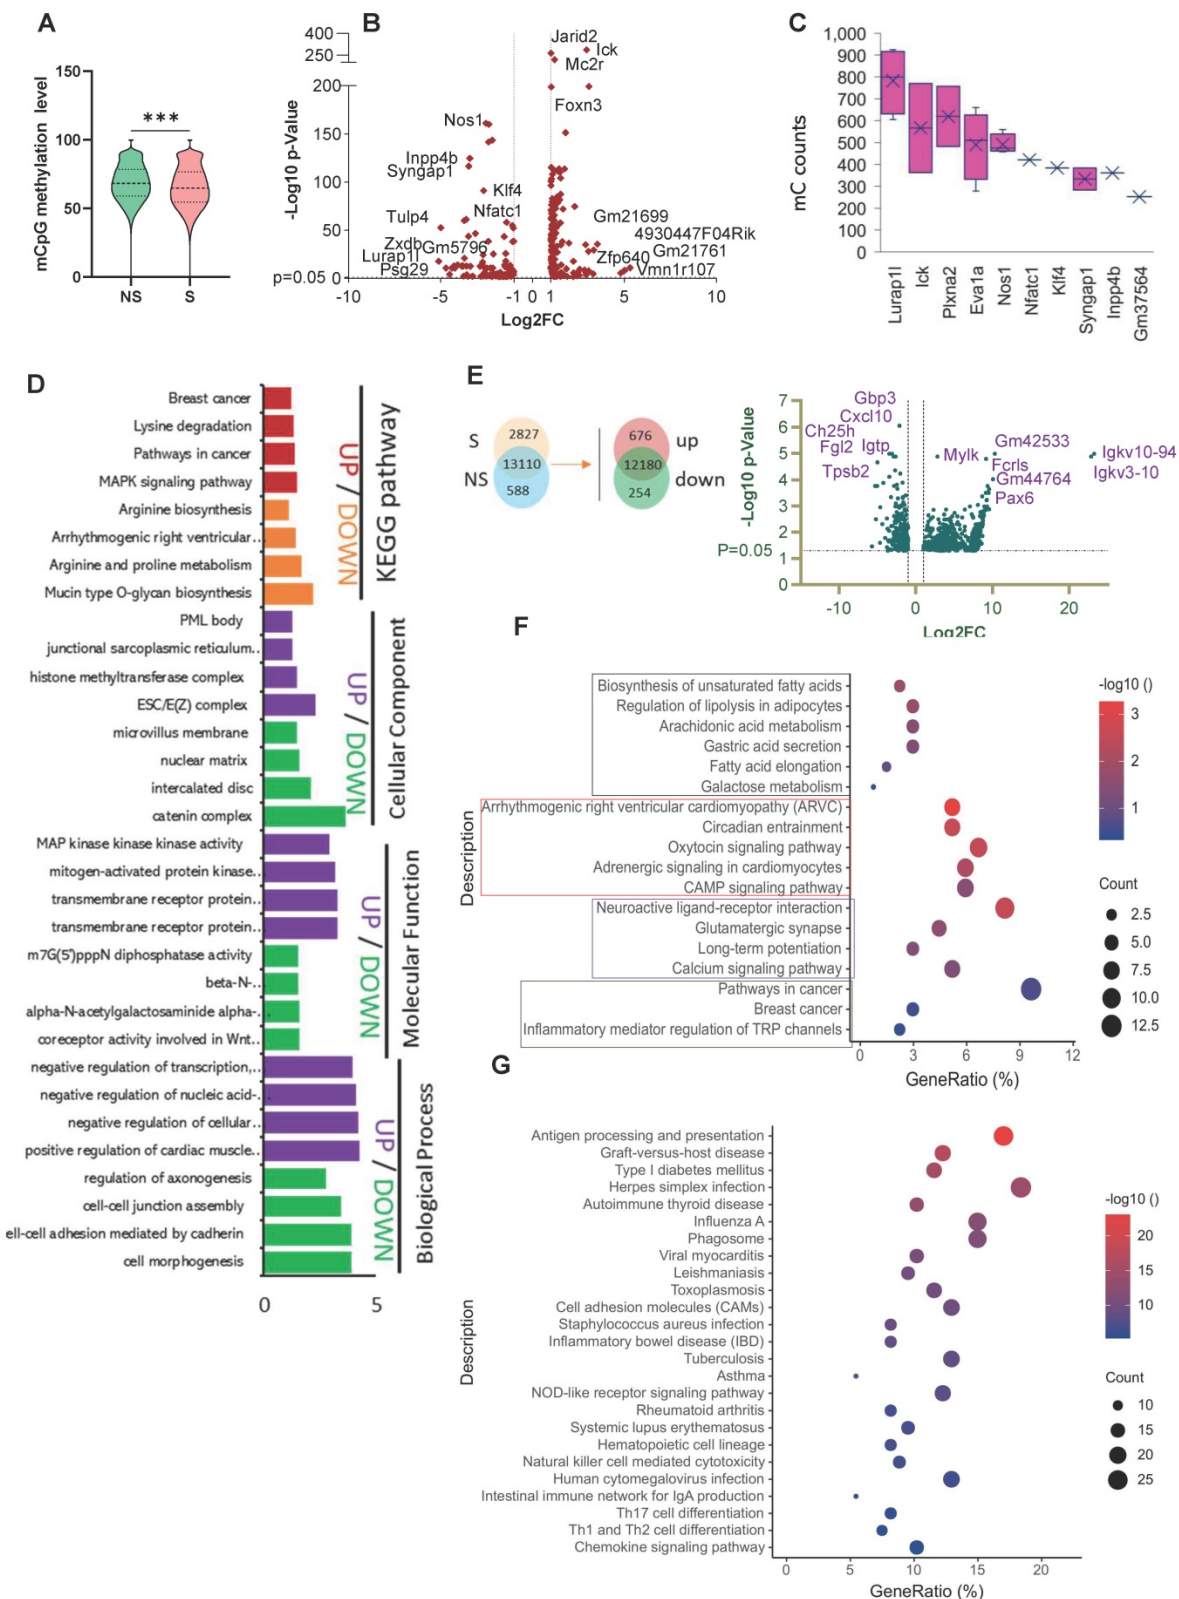 A
mCpG methylation level
150
100
50
0
***
NS
S
B
-Log10 p-Value
400
250
200
150
100
50
0
p=0.05
Jarid2
Ick
Mc2r
Foxn3
Nos1
Inpp4b
Syngap1
Klf4
Nfatc1
Tulp4
Zxdb
Gm5796
Lurap1l
Psg29
Gm21699
4930447F04Rik
Gm21761
Zfp640
Vmn1r107
-10
-5
-1
0
1
5
10
Log2FC
C
mC counts
1,000
900
800
700
600
500
400
300
200
100
0
Lurap1l
Ick
Plxna2
Eva1a
Nos1
Nfatc1
Klf4
Syngap1
Inpp4b
Gm37564
D
Breast cancer
Lysine degradation
Pathways in cancer
MAPK signaling pathway
Arginine biosynthesis
Arrhythmogenic right ventricular..
Arginine and proline metabolism
Mucin type O-glycan biosynthesis
UP / DOWN
KEGG pathway
PML body
junctional sarcoplasmic reticulum..
histone methyltransferase complex
ESC/E(Z) complex
microvillus membrane
nuclear matrix
intercalated disc
catenin complex
UP / DOWN
Cellular Component
MAP kinase kinase kinase activity
mitogen-activated protein kinase..
transmembrane receptor protein..
transmembrane receptor protein..
m7G(5')pppN diphosphatase activity
beta-N-..
alpha-N-acetylgalactosaminide alpha-..
coreceptor activity involved in Wnt..
UP / DOWN
Molecular Function
negative regulation of transcription,..
negative regulation of nucleic acid-..
negative regulation of cellular..
positive regulation of cardiac muscle..
regulation of axonogenesis
cell-cell junction assembly
ell-cell adhesion mediated by cadherin
cell morphogenesis
UP / DOWN
Biological Process
0
5
E
S
NS
2827
13110
588
676
12180
254
up
down
-Log10 p-Value
7
6
5
4
3
2
1
0
P=0.05
Gbp3
Cxcl10
Ch25h
Fgl2
Igtp
Tpsb2
Mylk
Gm42533
Fcrls
Gm44764
Pax6
Igkv10-94
Igkv3-10
-10
0
10
20
Log2FC
F
Description
Biosynthesis of unsaturated fatty acids
Regulation of lipolysis in adipocytes
Arachidonic acid metabolism
Gastric acid secretion
Fatty acid elongation
Galactose metabolism
Arrhythmogenic right ventricular cardiomyopathy (ARVC)
Circadian entrainment
Oxytocin signaling pathway
Adrenergic signaling in cardiomyocytes
CAMP signaling pathway
Neuroactive ligand-receptor interaction
Glutamatergic synapse
Long-term potentiation
Calcium signaling pathway
Pathways in cancer
Breast cancer
Inflammatory mediator regulation of TRP channels
0
3
6
9
12
GeneRatio (%)
-log10 ()
3
2
1
Count
2.5
5.0
7.5
10.0
12.5
G
Description
Antigen processing and presentation
Graft-versus-host disease
Type I diabetes mellitus
Herpes simplex infection
Autoimmune thyroid disease
Influenza A
Phagosome
Viral myocarditis
Leishmaniasis
Toxoplasmosis
Cell adhesion molecules (CAMs)
Staphylococcus aureus infection
Inflammatory bowel disease (IBD)
Tuberculosis
Asthma
NOD-like receptor signaling pathway
Rheumatoid arthritis
Systemic lupus erythematosus
Hematopoietic cell lineage
Natural killer cell mediated cytotoxicity
Human cytomegalovirus infection
Intestinal immune network for IgA production
Th17 cell differentiation
Th1 and Th2 cell differentiation
Chemokine signaling pathway
0
5
10
15
20
GeneRatio (%)
-log10 ()
20
15
10
Count
10
15
20
25